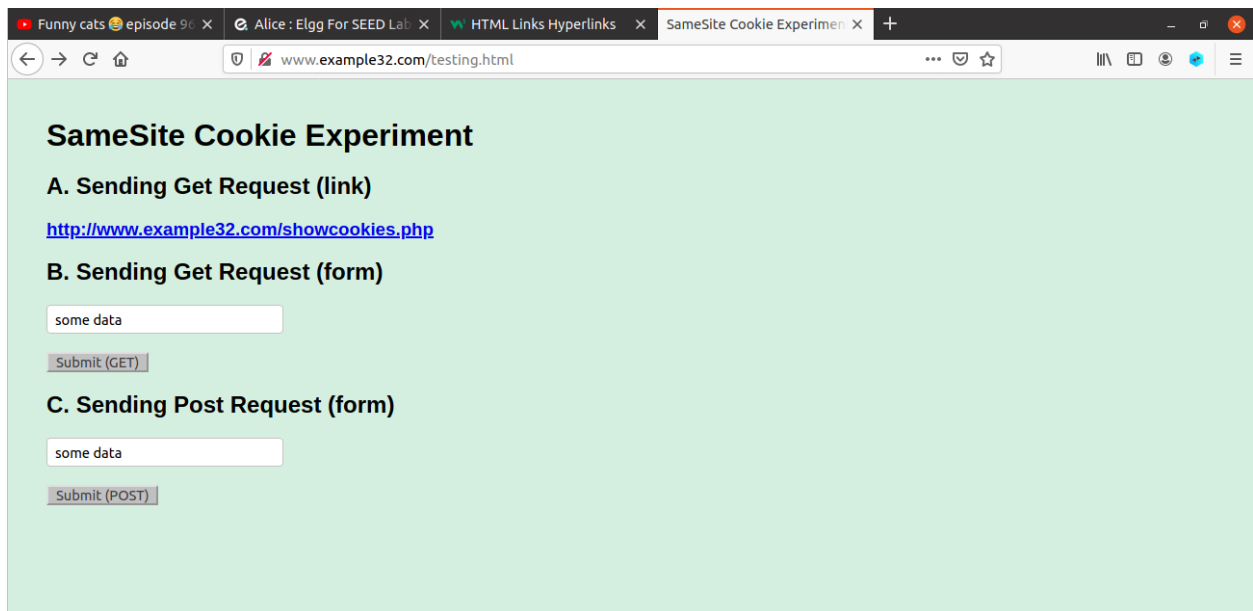 Funny cats 😂 episode 96
Alice : Elgg For SEED Lab
HTML Links Hyperlinks
SameSite Cookie Experimen
www.example32.com/testing.html
SameSite Cookie Experiment
A. Sending Get Request (link)
http://www.example32.com/showcookies.php
B. Sending Get Request (form)
some data
Submit (GET)
C. Sending Post Request (form)
some data
Submit (POST)